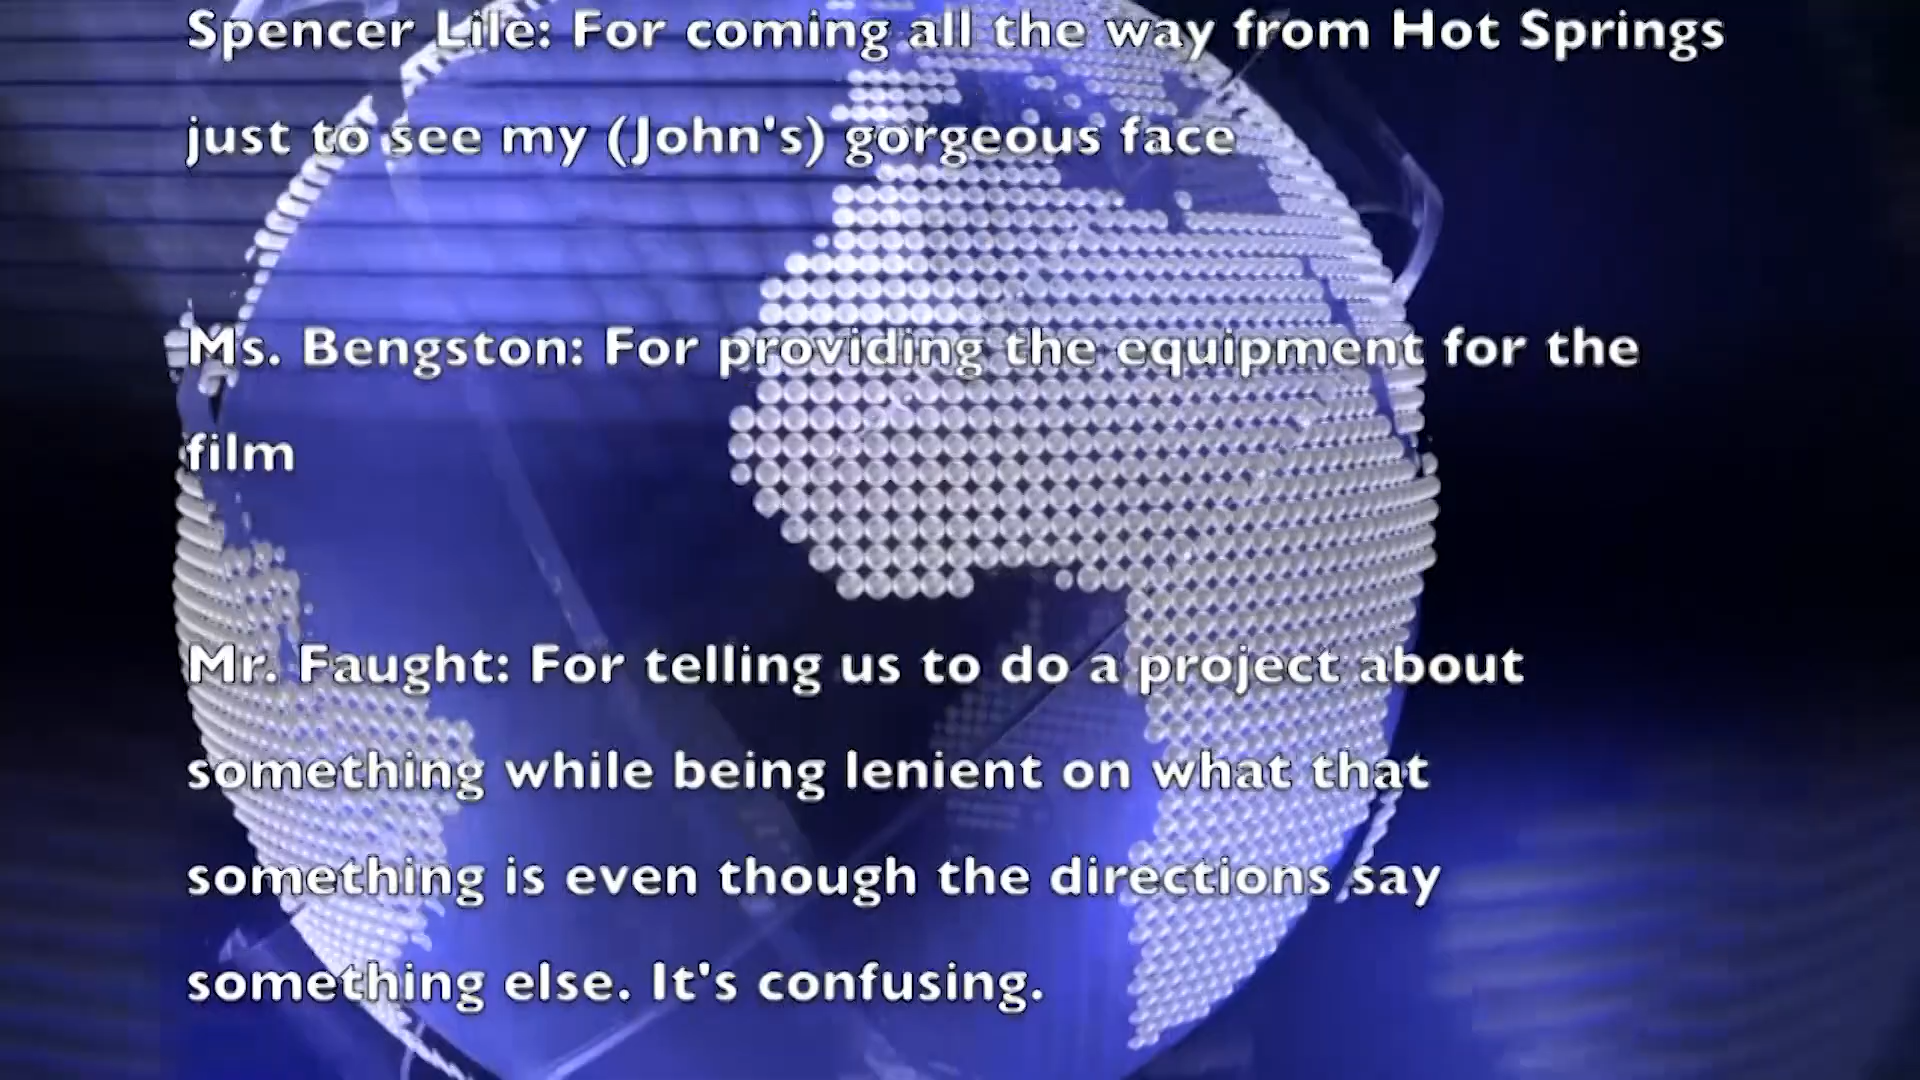 Spencer Lile: For coming all the way from Hot Springs
just to see my (John's) gorgeous face
Ms. Bengston: For providing the equipment for the
film
Mr. Faught: For telling us to do a project about
something while being lenient on what that
something is even though the directions say
something else. It's confusing.